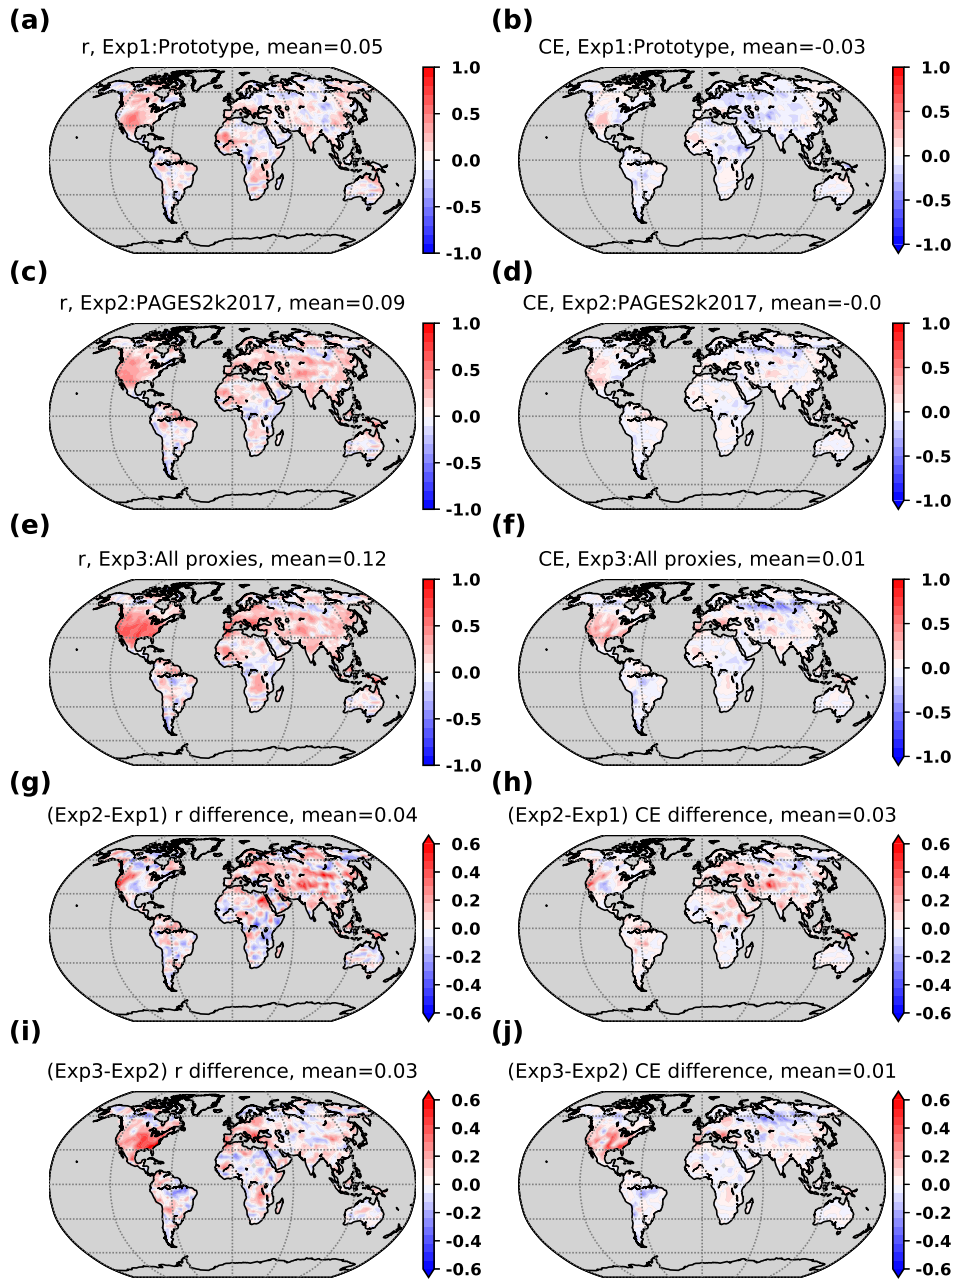 (a)
r, Exp1:Prototype, mean=0.05
1.0
0.5
0.0
-0.5
-1.0
(b)
CE, Exp1:Prototype, mean=-0.03
1.0
0.5
0.0
-0.5
-1.0
(c)
r, Exp2:PAGES2k2017, mean=0.09
1.0
0.5
0.0
-0.5
-1.0
(d)
CE, Exp2:PAGES2k2017, mean=-0.0
1.0
0.5
0.0
-0.5
-1.0
(e)
r, Exp3:All proxies, mean=0.12
1.0
0.5
0.0
-0.5
-1.0
(f)
CE, Exp3:All proxies, mean=0.01
1.0
0.5
0.0
-0.5
-1.0
(g)
(Exp2-Exp1) r difference, mean=0.04
0.6
0.4
0.2
0.0
-0.2
-0.4
-0.6
(h)
(Exp2-Exp1) CE difference, mean=0.03
0.6
0.4
0.2
0.0
-0.2
-0.4
-0.6
(i)
(Exp3-Exp2) r difference, mean=0.03
0.6
0.4
0.2
0.0
-0.2
-0.4
-0.6
(j)
(Exp3-Exp2) CE difference, mean=0.01
0.6
0.4
0.2
0.0
-0.2
-0.4
-0.6